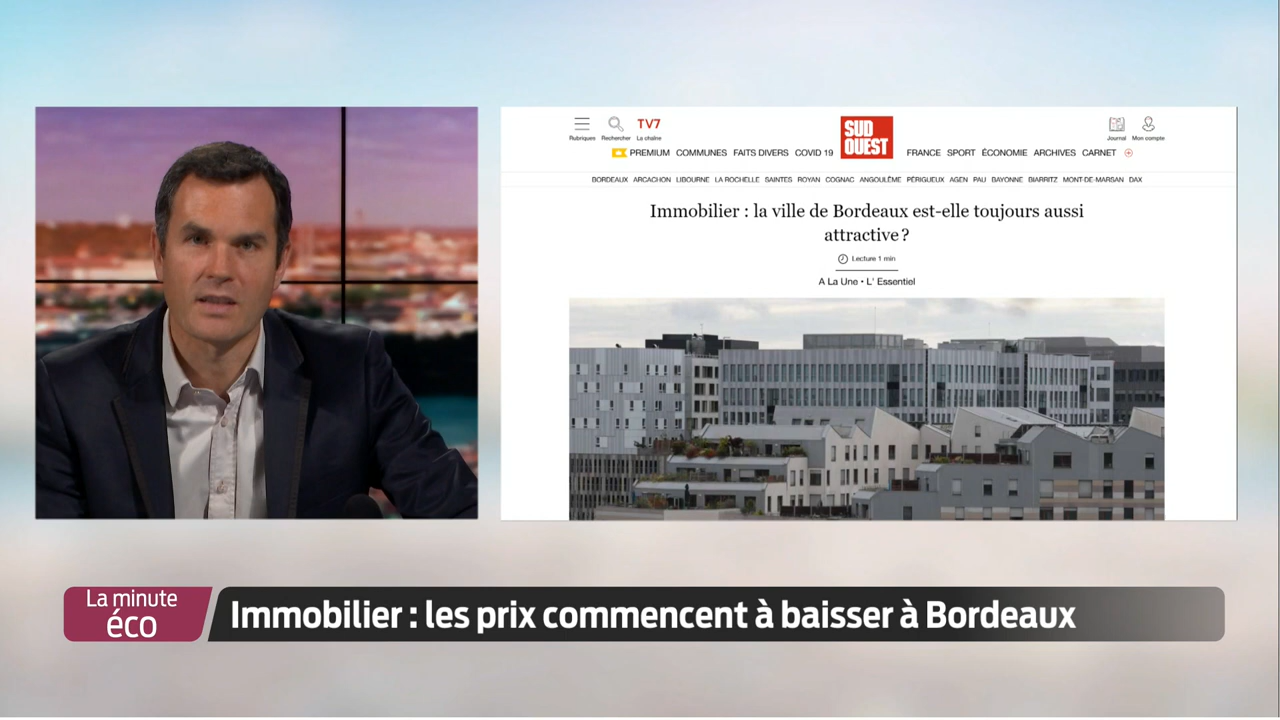 Rubriques
Rechercher
TV7
La chaîne
SUD
OUEST
Journal
Mon compte
PREMIUM COMMUNES FAITS DIVERS COVID 19 FRANCE SPORT ÉCONOMIE ARCHIVES CARNET
BORDEAUX ARCACHON LIBOURNE LA ROCHELLE SAINTES ROYAN COGNAC ANGOULÊME PÉRIGUEUX AGEN PAU BAYONNE BIARRITZ MONT-DE-MARSAN DAX
Immobilier : la ville de Bordeaux est-elle toujours aussi
attractive ?
Lecture 1 min
A La Une • L' Essentiel
La minute
éco
Immobilier : les prix commencent à baisser à Bordeaux